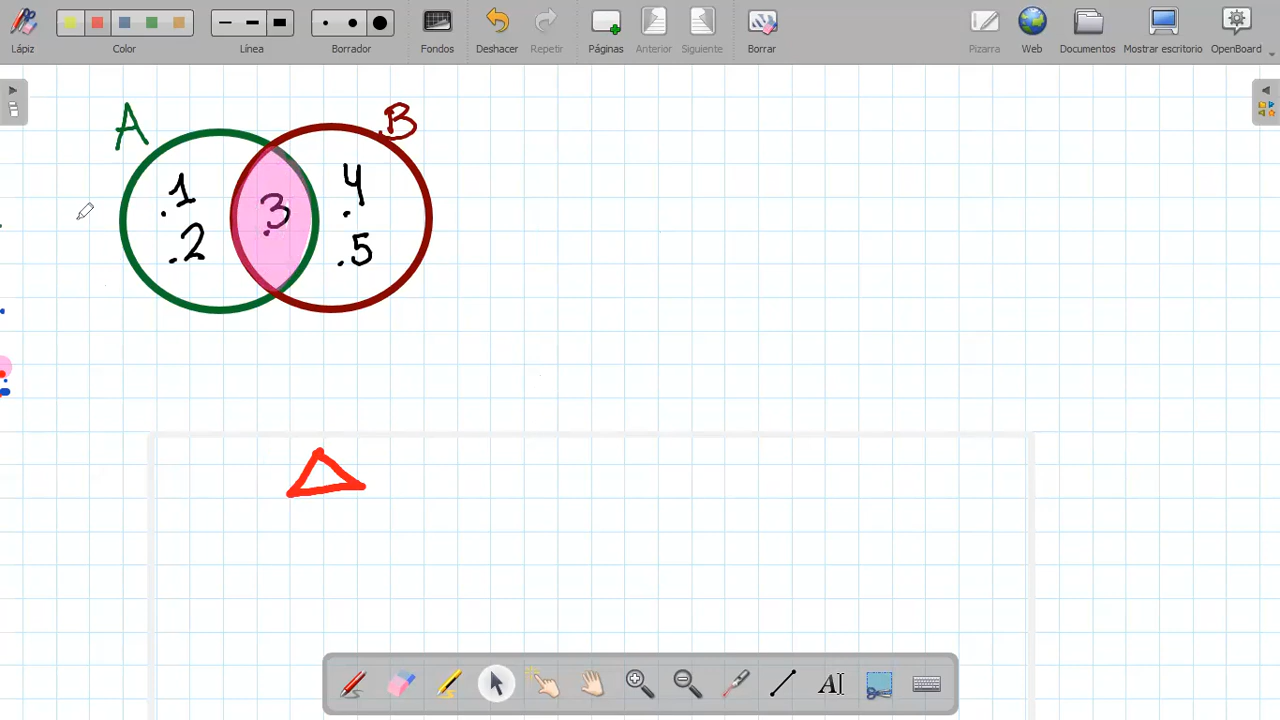 Lápiz Color Línea Borrador Fondos Deshacer Repetir Páginas Anterior Siguiente Borrar Pizarra Web Documentos Mostrar escritorio OpenBoard
A .B
.1 .3 4
.2 .5
AI